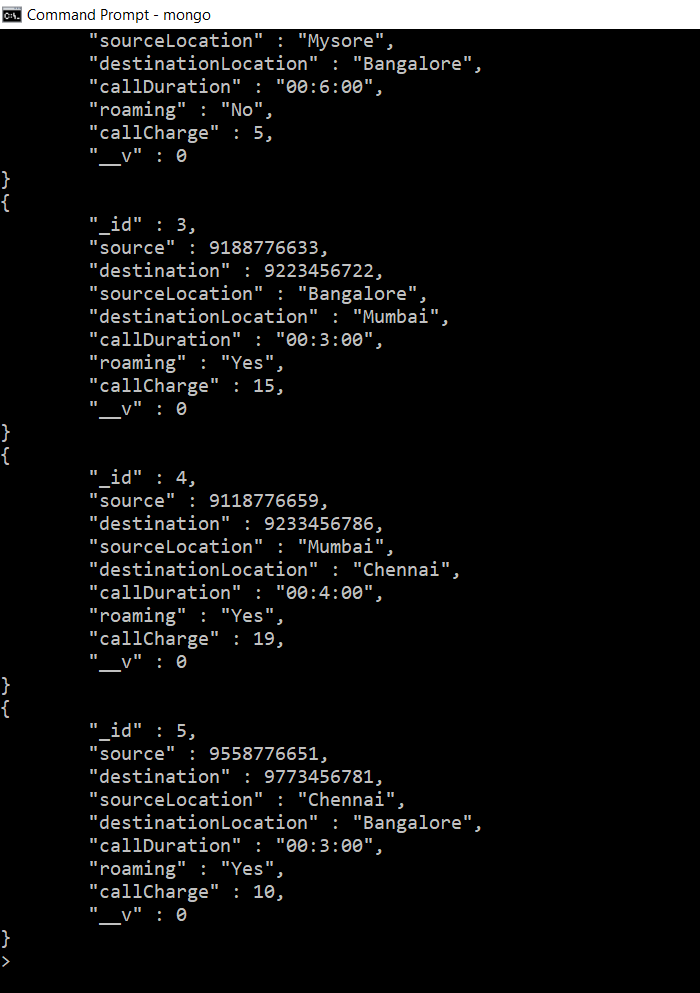 Command Prompt - mongo
"sourceLocation" : "Mysore",
"destinationLocation" : "Bangalore",
"callDuration" : "00:6:00",
"roaming" : "No",
"callCharge" : 5,
"__v" : 0
}
{
"_id" : 3,
"source" : 9188776633,
"destination" : 9223456722,
"sourceLocation" : "Bangalore",
"destinationLocation" : "Mumbai",
"callDuration" : "00:3:00",
"roaming" : "Yes",
"callCharge" : 15,
"__v" : 0
}
{
"_id" : 4,
"source" : 9118776659,
"destination" : 9233456786,
"sourceLocation" : "Mumbai",
"destinationLocation" : "Chennai",
"callDuration" : "00:4:00",
"roaming" : "Yes",
"callCharge" : 19,
"__v" : 0
}
{
"_id" : 5,
"source" : 9558776651,
"destination" : 9773456781,
"sourceLocation" : "Chennai",
"destinationLocation" : "Bangalore",
"callDuration" : "00:3:00",
"roaming" : "Yes",
"callCharge" : 10,
"__v" : 0
}
>